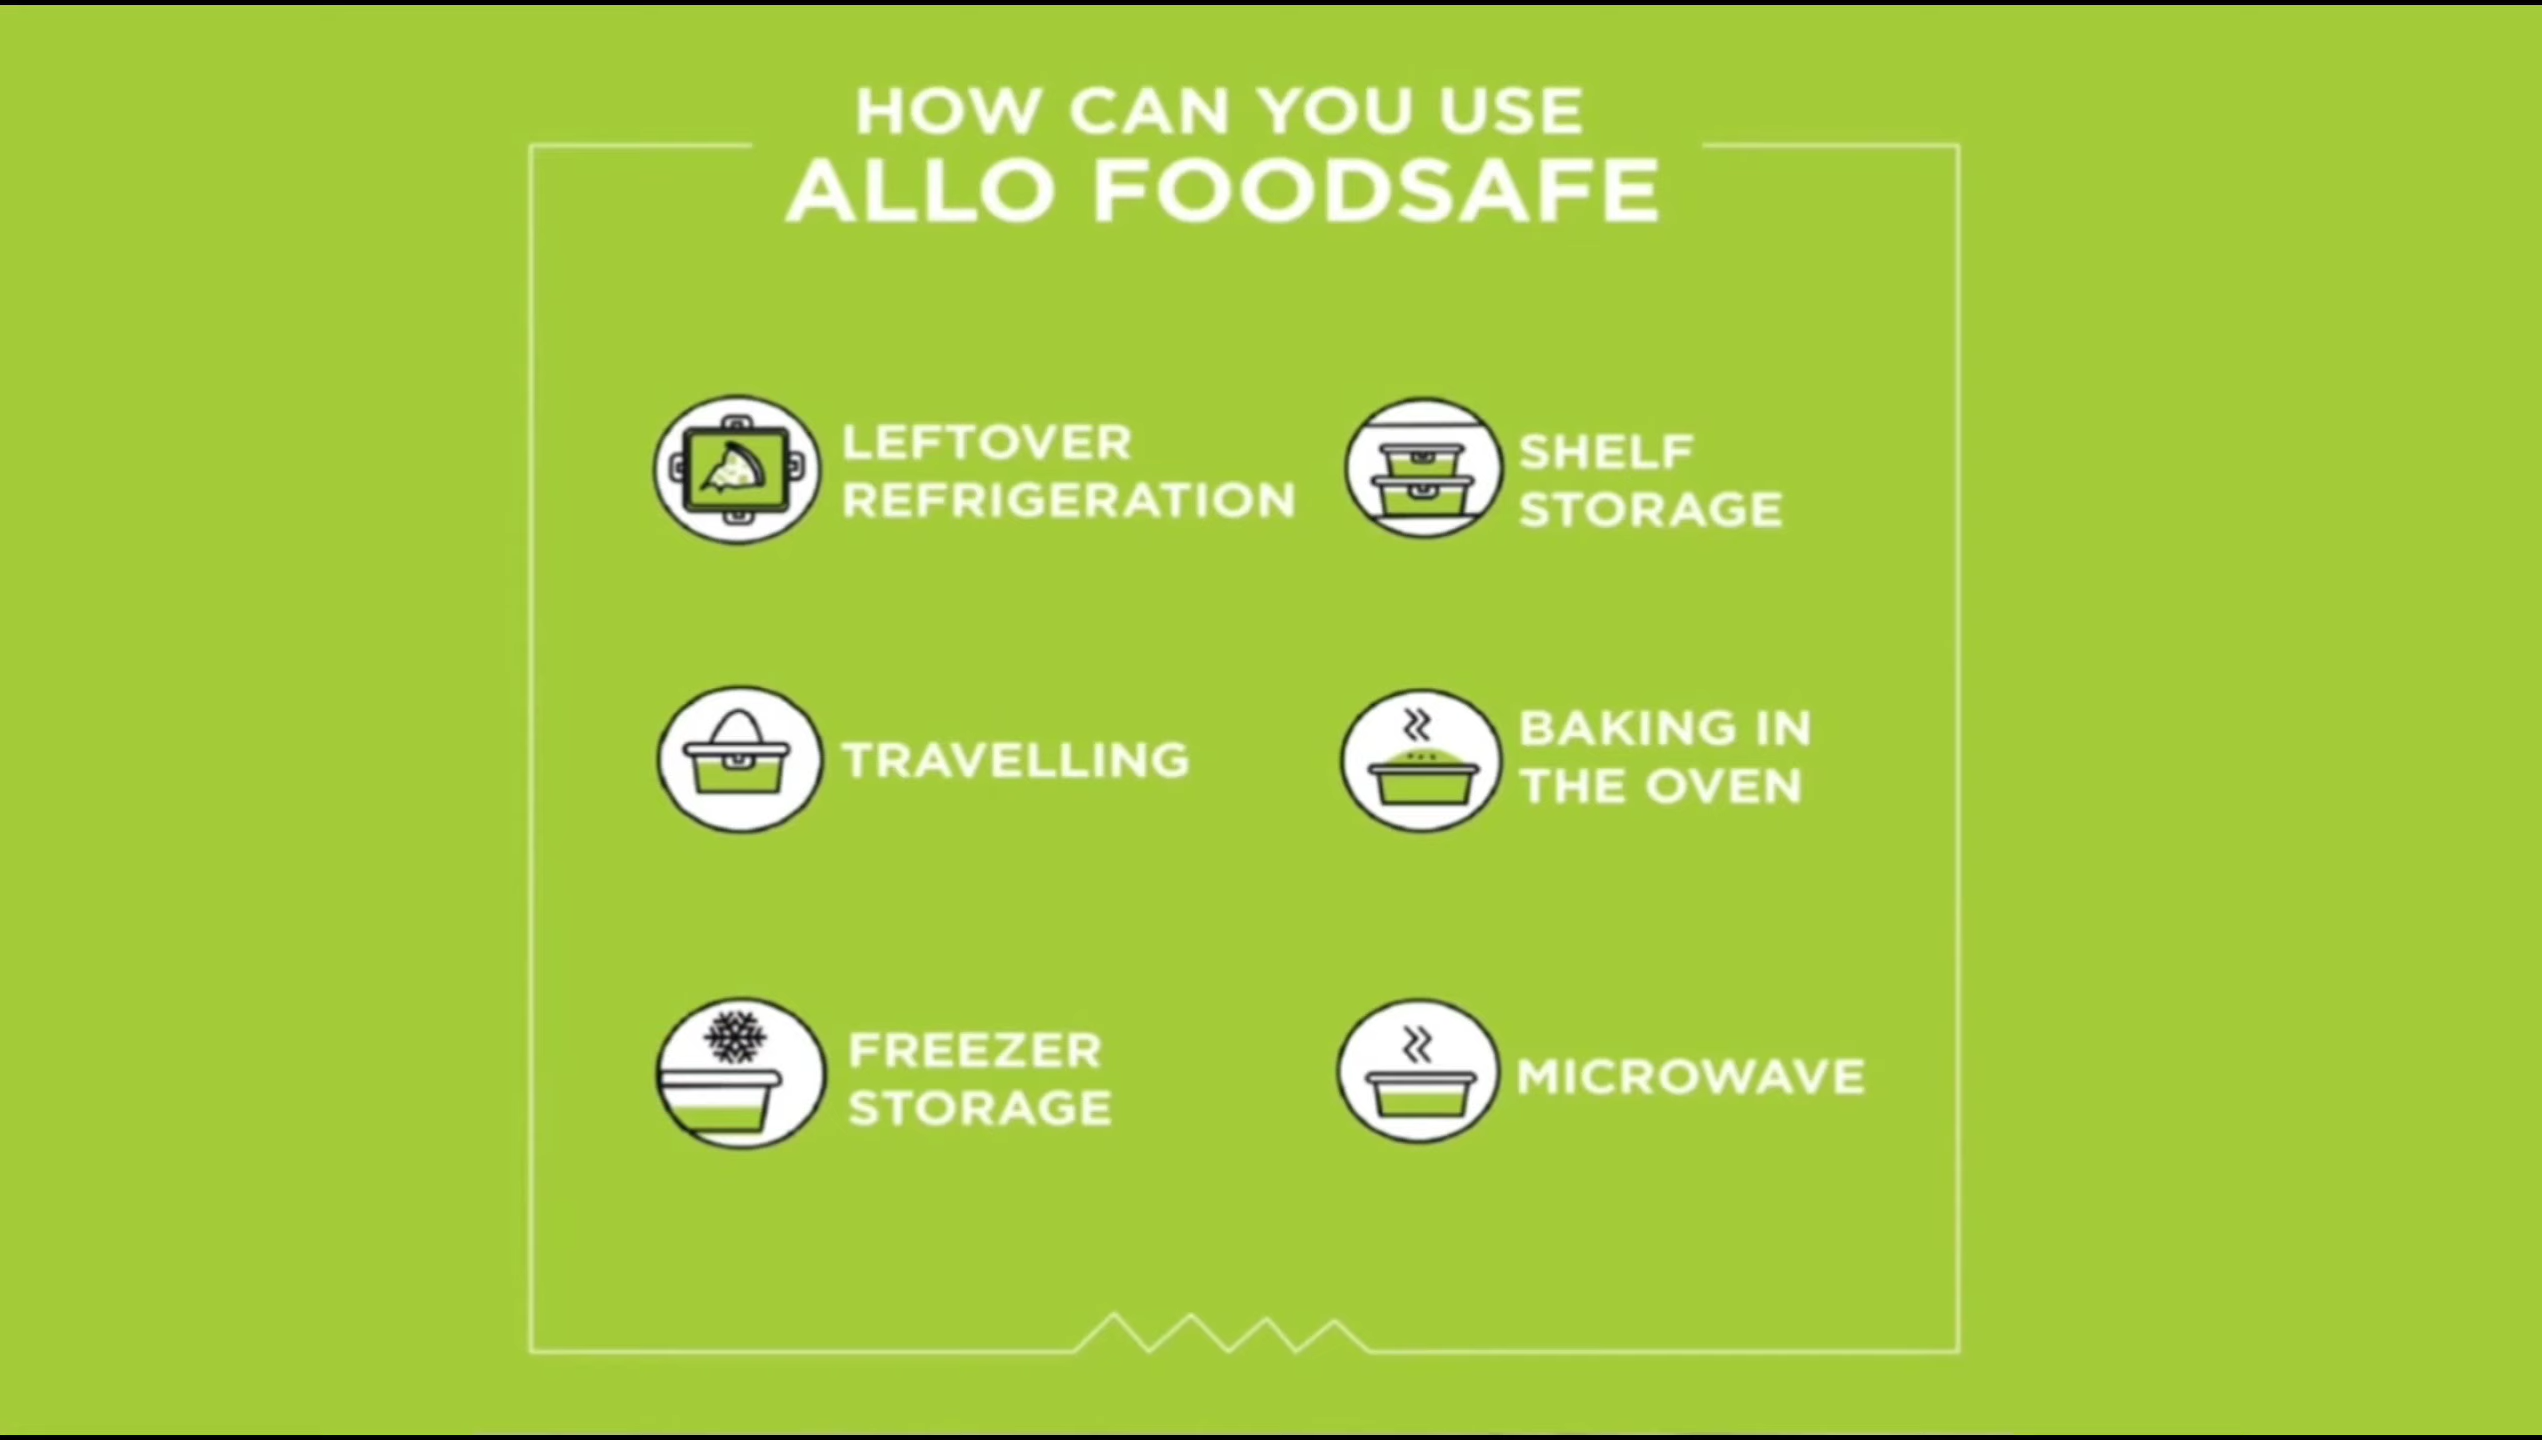 HOW CAN YOU USE
ALLO FOODSAFE
LEFTOVER
REFRIGERATION
SHELF
STORAGE
TRAVELLING
BAKING IN
THE OVEN
FREEZER
STORAGE
MICROWAVE